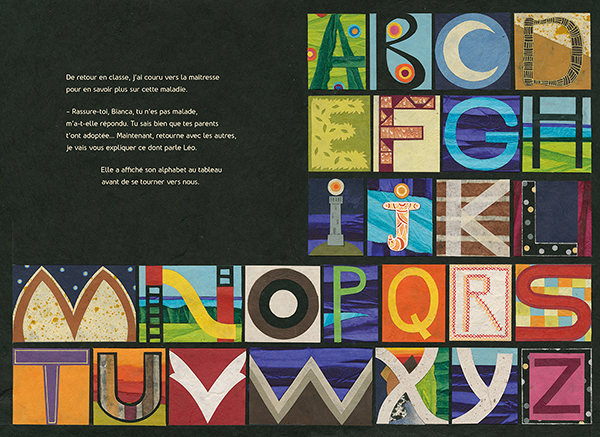 De retour en classe, j'ai couru vers la maîtresse
pour en savoir plus sur cette maladie.
– Rassure-toi, Bianca, tu n'es pas malade,
m'a-t-elle répondu. Tu sais bien que tes parents
t'ont adoptée... Maintenant, retourne avec les autres,
je vais vous expliquer ce dont parle Léo.
Elle a affiché son alphabet au tableau
avant de se tourner vers nous.
A B C D
E F G H
i j K L
M N O P Q R S
T U V W X Y Z